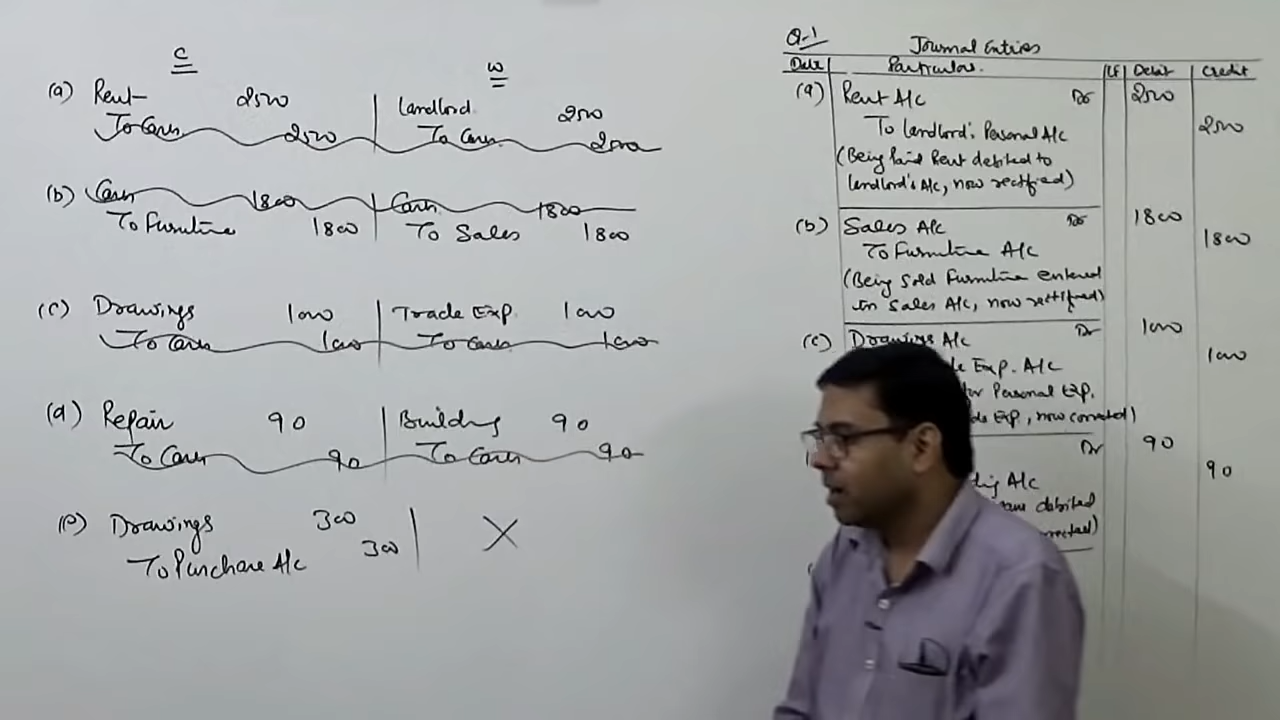 C W
(a) Rent 2500 Landlord 2500
To Cash 2500 To Cash 2500
(b) Cash 1800 Cash 1800
To Furniture 1800 To Sales 1800
(c) Drawings 1000 Trade Exp. 1000
To Cash 1000 To Cash 1000
(d) Repair 90 Building 90
To Cash 90 To Cash 90
(e) Drawings 300 X
To Purchase A/c 300
Q-1 Journal Entries
Date Particular. LF Debit Credit
(a) Rent A/c Dr 2500
To Landlord's Personal A/c 2500
(Being Paid Rent debited to
landlord's A/c, now rectified)
(b) Sales A/c Dr 1800
To Furniture A/c 1800
(Being Sold Furniture entered
in Sales A/c, now rectified)
(c) Drawings A/c Dr 1000
Exp. A/c 1000
Personal Exp.
Exp, now corrected)
Dr 90
A/c 90
debited